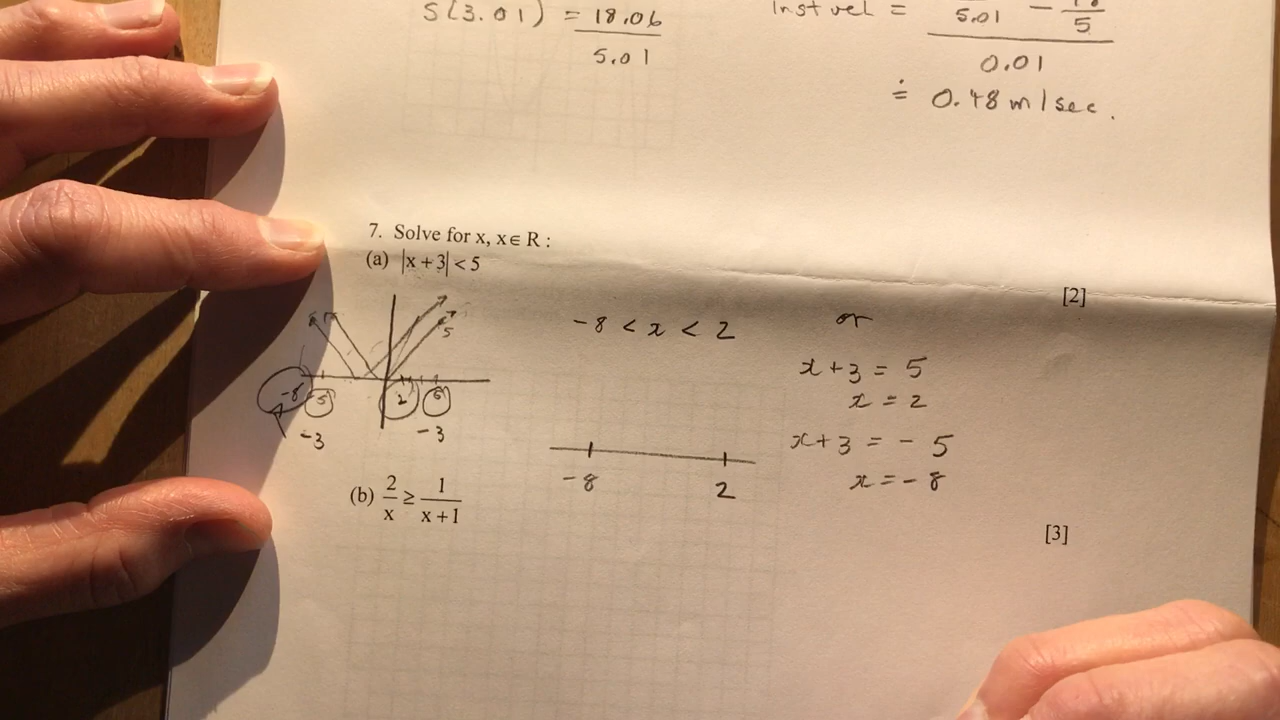 S(3.01) = 18.06
5.01
Inst vel =
5.01 - 5
0.01
≐ 0.48 m/sec.
7. Solve for x, x∈R:
(a) |x+3| < 5
[2]
5
-8 -5 2
-3 -3
-8 < x < 2
-8 2
or
x+3 = 5
x = 2
x+3 = - 5
x = - 8
(b) 2/x ≥ 1/(x+1)
[3]